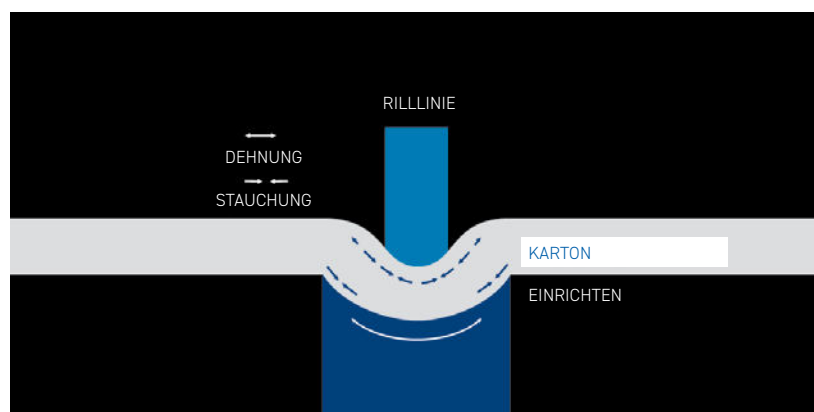 RILLLINIE
DEHNUNG
STAUCHUNG
KARTON
EINRICHTEN